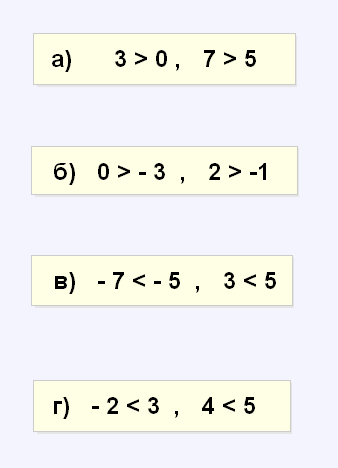 а) 3 > 0 , 7 > 5
б) 0 > - 3 , 2 > -1
в) - 7 < - 5 , 3 < 5
г) - 2 < 3 , 4 < 5